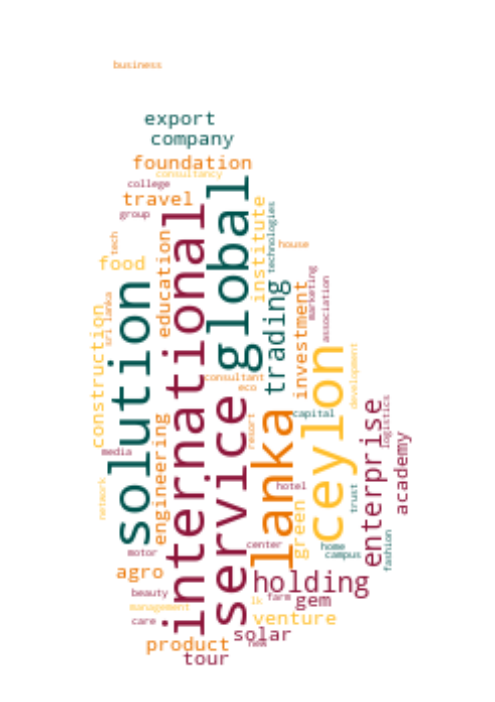 business
export
company
foundation
consultancy
college
travel
group
global
international
institute
technologies
tech
education
house
food
solution
trading
investment
marketing
association
sri lanka
construction
ceylon
development
consultant
eco
service
lanka
capital
enterprise
logistics
resort
engineering
academy
media
network
hotel
trust
green
center
home
campus
fashion
motor
agro
holding
beauty
farm
lk
gem
management
care
venture
solar
new
product
tour